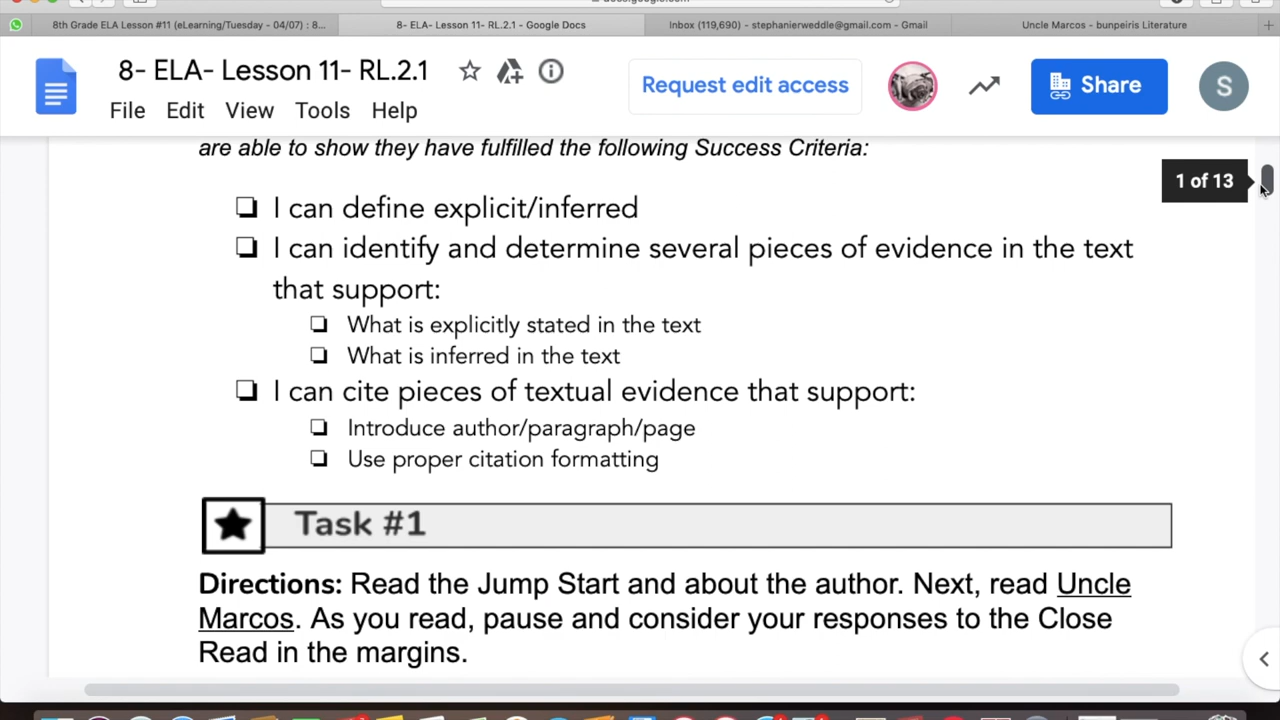 8th Grade ELA Lesson #11 (eLearning/Tuesday - 04/07) : 8...
8- ELA- Lesson 11- RL.2.1 - Google Docs
Inbox (119,690) - stephanierweddle@gmail.com - Gmail
Uncle Marcos - bunpeiris Literature
8- ELA- Lesson 11- RL.2.1
Request edit access
Share
S
File Edit View Tools Help
are able to show they have fulfilled the following Success Criteria:
1 of 13
I can define explicit/inferred
I can identify and determine several pieces of evidence in the text
that support:
What is explicitly stated in the text
What is inferred in the text
I can cite pieces of textual evidence that support:
Introduce author/paragraph/page
Use proper citation formatting
Task #1
Directions: Read the Jump Start and about the author. Next, read Uncle
Marcos. As you read, pause and consider your responses to the Close
Read in the margins.